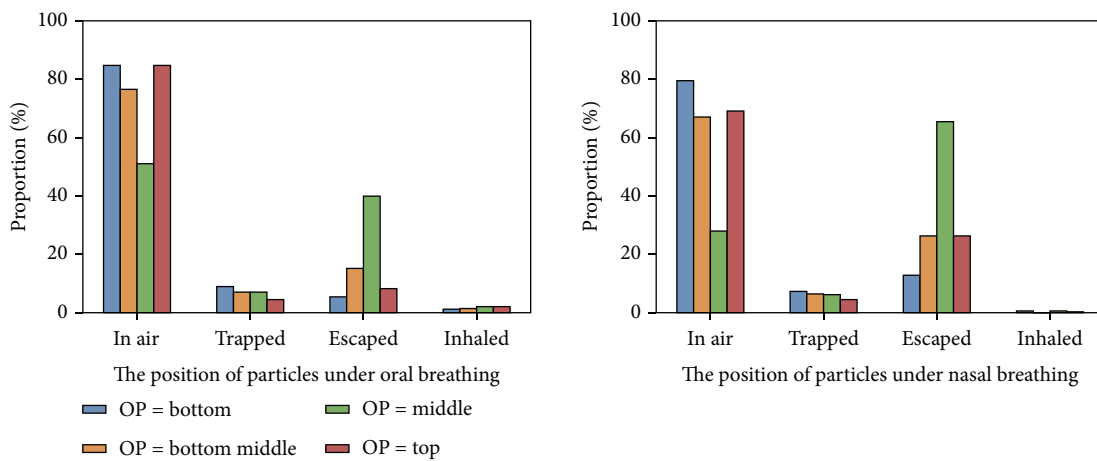 100
80
60
40
20
0
Proportion (%)
In air Trapped Escaped Inhaled
The position of particles under oral breathing
100
80
60
40
20
0
Proportion (%)
In air Trapped Escaped Inhaled
The position of particles under nasal breathing
OP = bottom OP = middle
OP = bottom middle OP = top